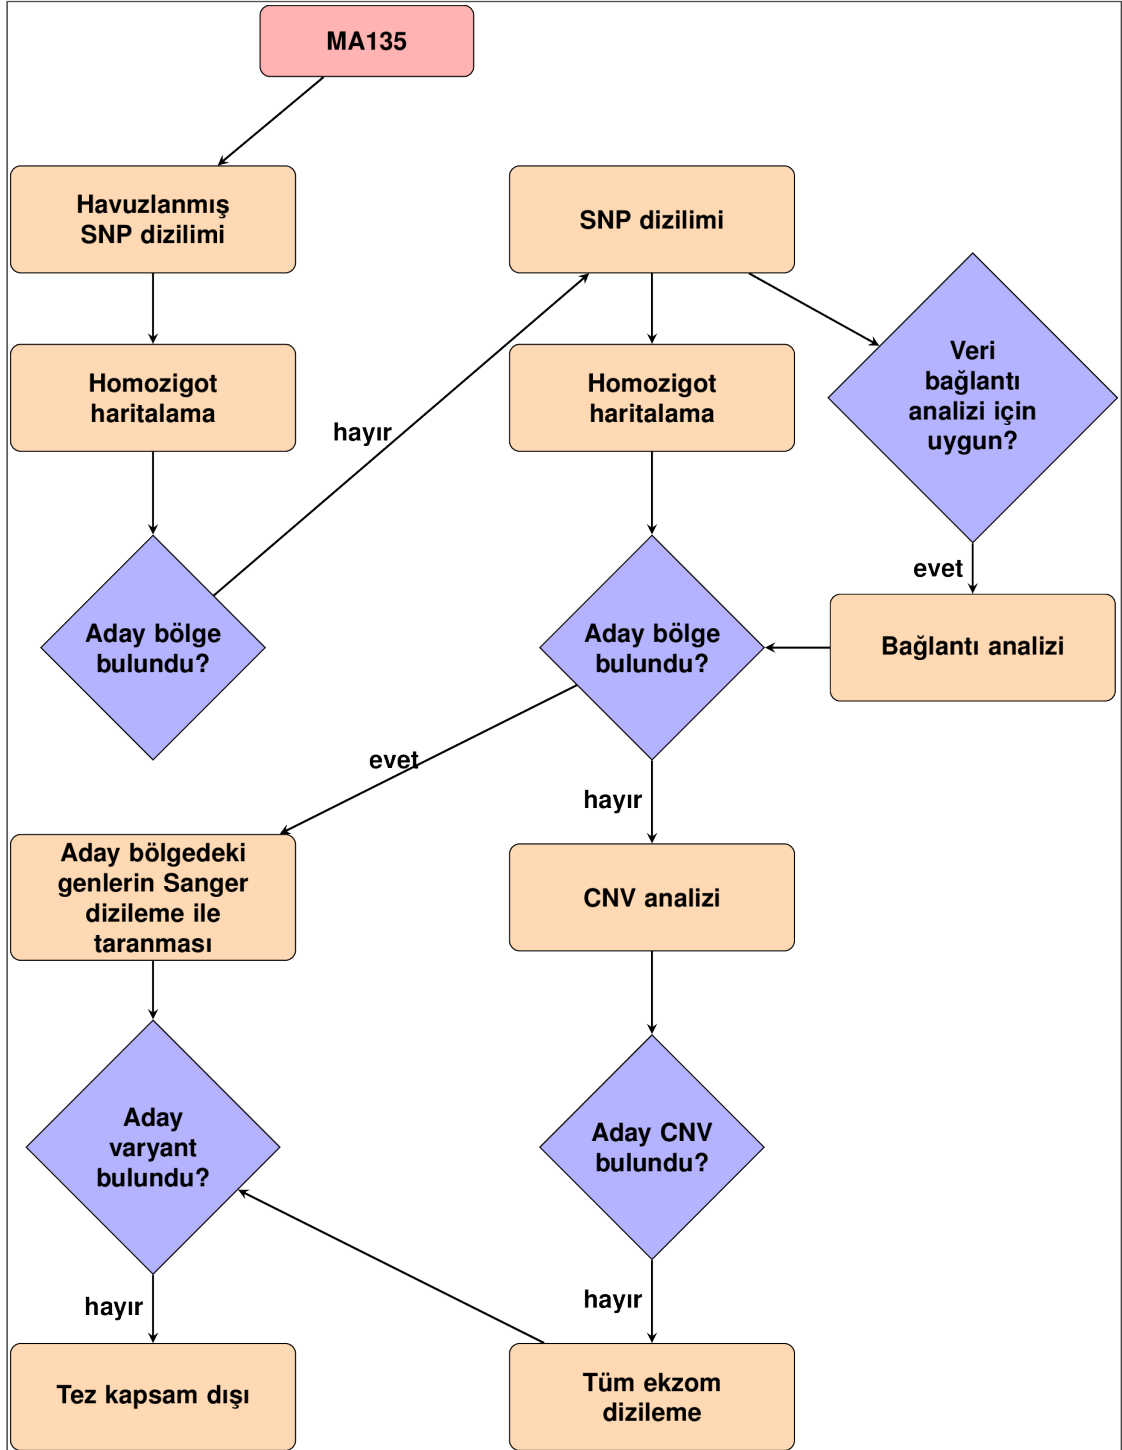 MA135
Havuzlanmış
SNP dizilimi
SNP dizilimi
Homozigot
haritalama
Homozigot
haritalama
Veri
bağlantı
analizi için
uygun?
hayır
evet
Aday bölge
bulundu?
Aday bölge
bulundu?
Bağlantı analizi
evet
hayır
Aday bölgedeki
genlerin Sanger
dizileme ile
taranması
CNV analizi
Aday
varyant
bulundu?
Aday CNV
bulundu?
hayır
hayır
Tez kapsam dışı
Tüm ekzom
dizileme